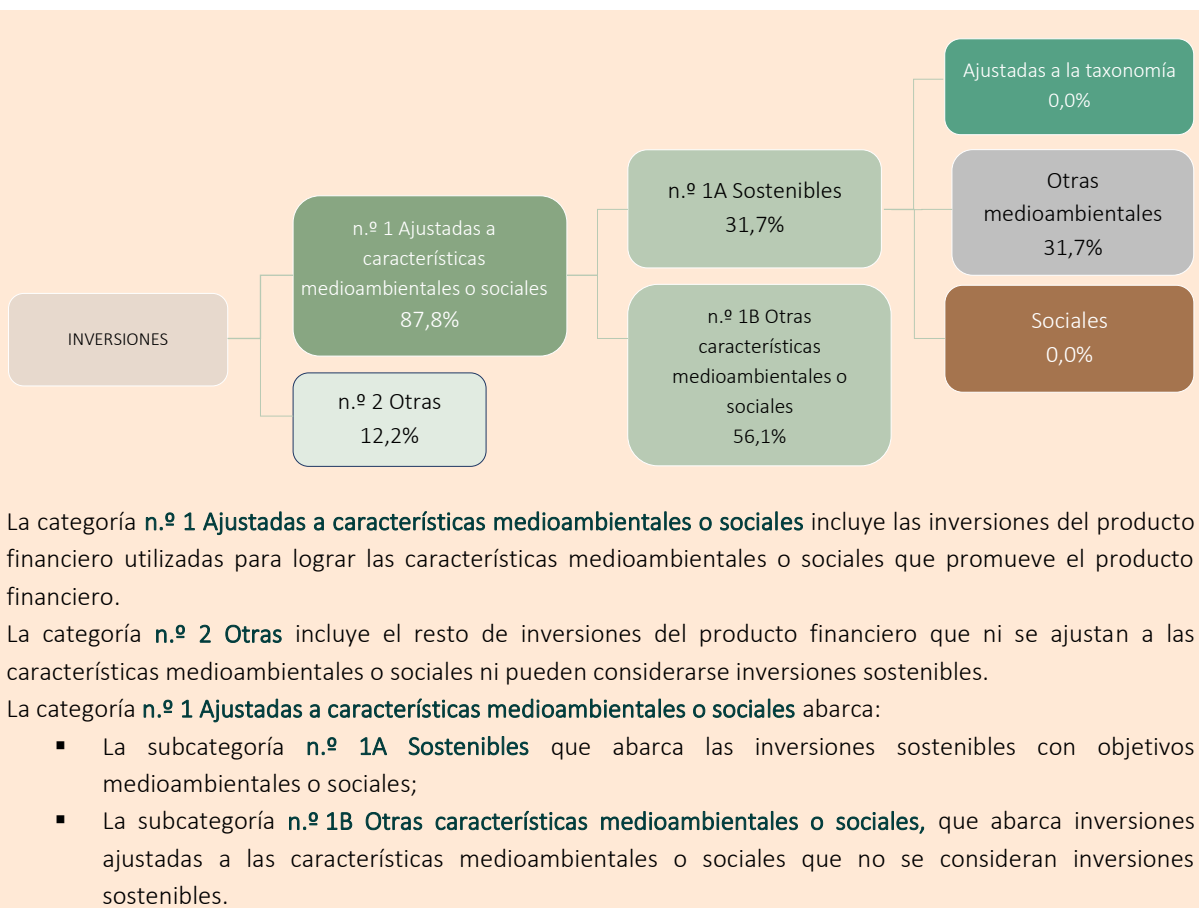 INVERSIONES
n.º 1 Ajustadas a
características
medioambientales o sociales
87,8%
n.º 2 Otras
12,2%
n.º 1A Sostenibles
31,7%
n.º 1B Otras
características
medioambientales o
sociales
56,1%
Ajustadas a la taxonomía
0,0%
Otras
medioambientales
31,7%
Sociales
0,0%
La categoría n.º 1 Ajustadas a características medioambientales o sociales incluye las inversiones del producto
financiero utilizadas para lograr las características medioambientales o sociales que promueve el producto
financiero.
La categoría n.º 2 Otras incluye el resto de inversiones del producto financiero que ni se ajustan a las
características medioambientales o sociales ni pueden considerarse inversiones sostenibles.
La categoría n.º 1 Ajustadas a características medioambientales o sociales abarca:
▪ La subcategoría n.º 1A Sostenibles que abarca las inversiones sostenibles con objetivos
medioambientales o sociales;
▪ La subcategoría n.º 1B Otras características medioambientales o sociales, que abarca inversiones
ajustadas a las características medioambientales o sociales que no se consideran inversiones
sostenibles.